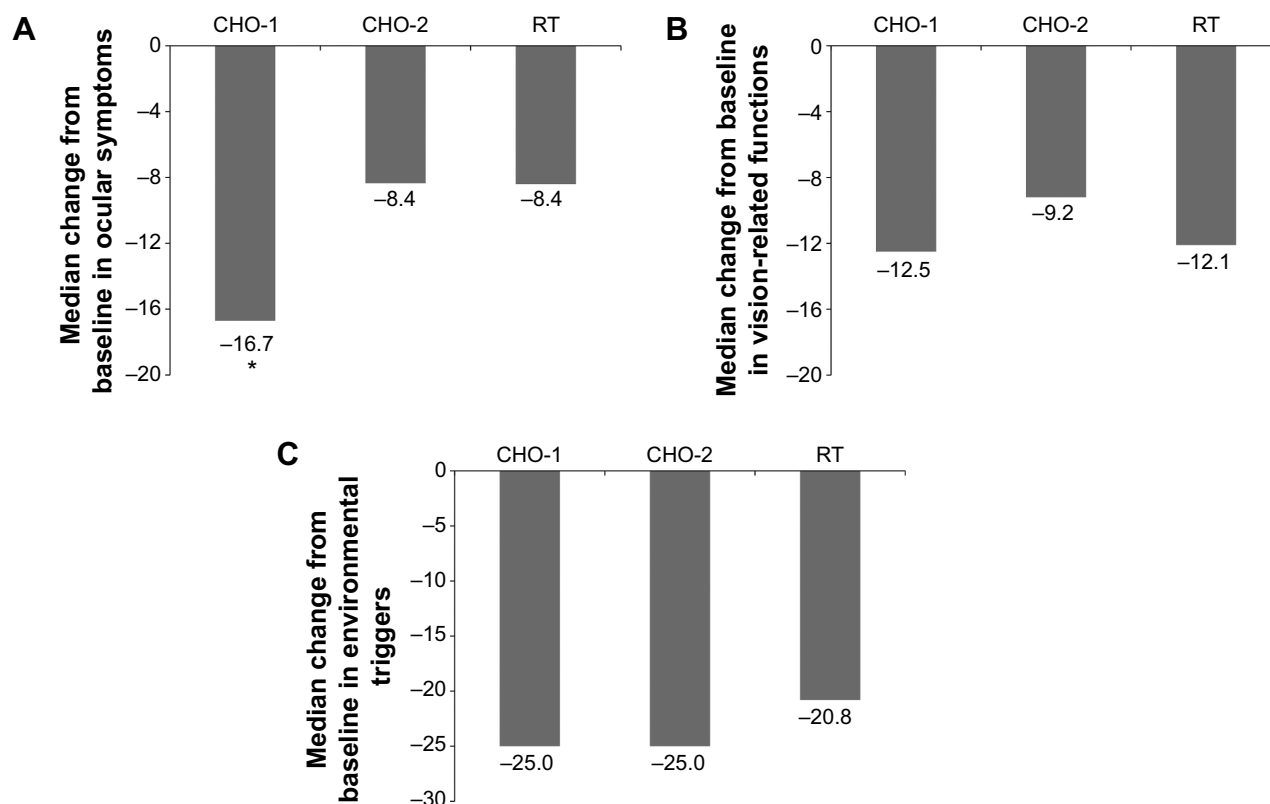 A
CHO-1 CHO-2 RT
Median change from
baseline in ocular symptoms
0
–4
–8
–12
–16
–20
–16.7
*
–8.4
–8.4
B
CHO-1 CHO-2 RT
Median change from baseline
in vision-related functions
0
–4
–8
–12
–16
–20
–12.5
–9.2
–12.1
C
CHO-1 CHO-2 RT
Median change from
baseline in environmental
triggers
0
–5
–10
–15
–20
–25
–30
–25.0
–25.0
–20.8